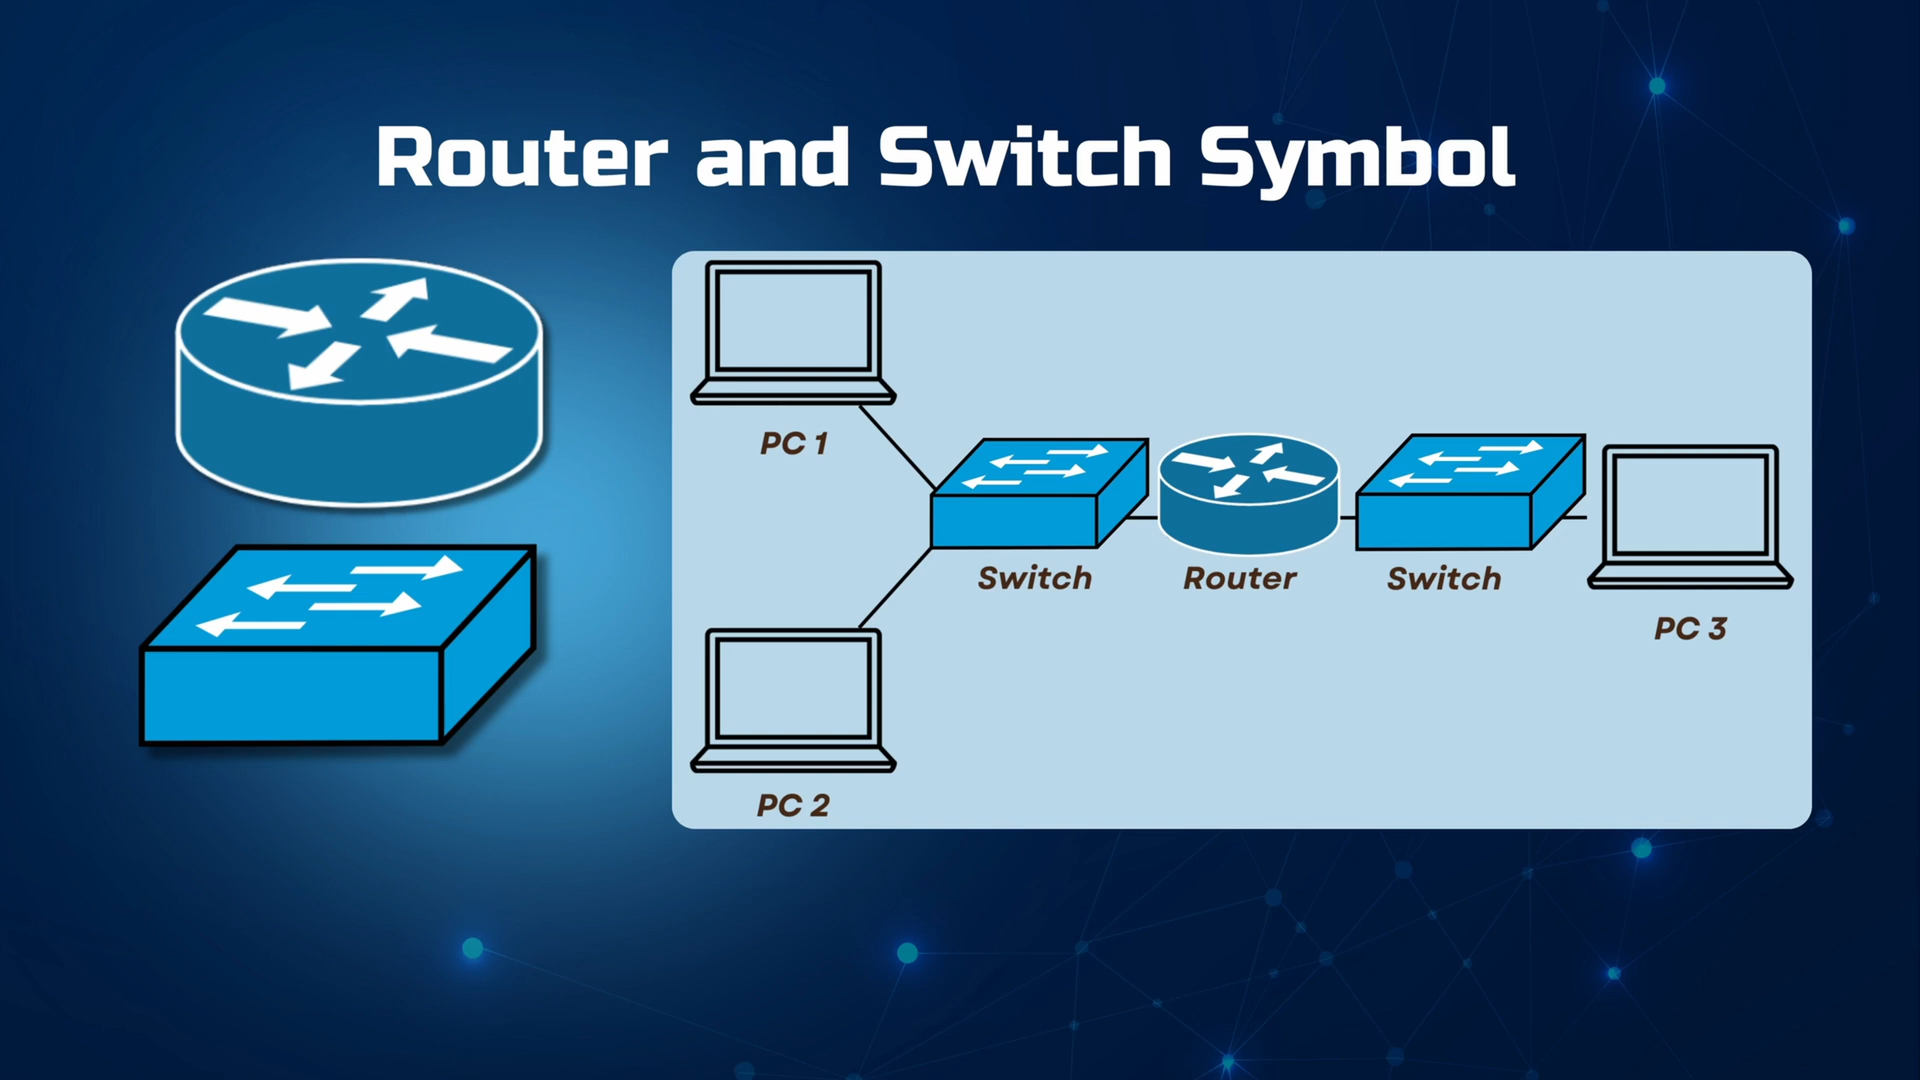 Router and Switch Symbol
PC 1
Switch
Router
Switch
PC 3
PC 2